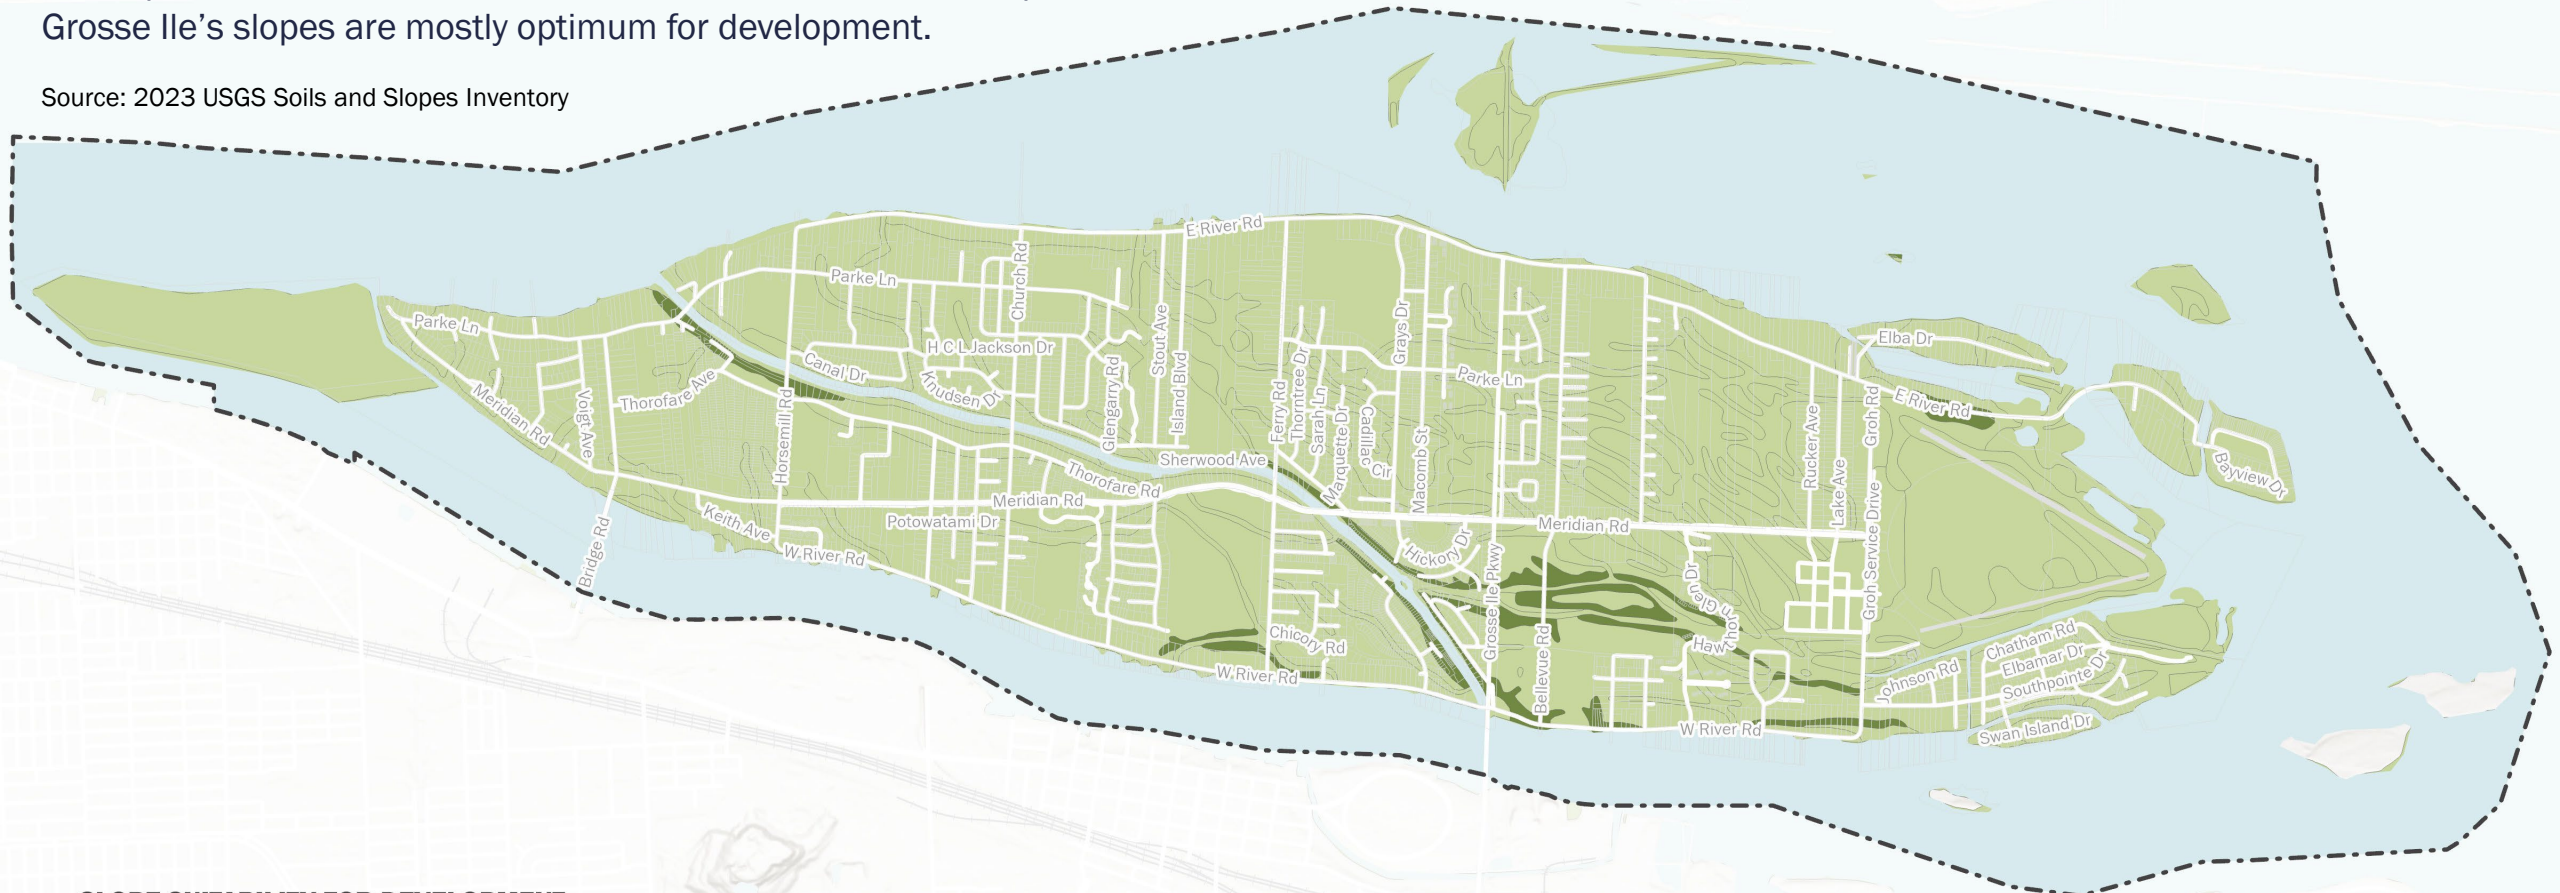 Grosse Ile's slopes are mostly optimum for development.
Source: 2023 USGS Soils and Slopes Inventory
E River Rd
Parke Ln
Church Rd
Parke Ln
Stout Ave
Grays Dr
Elba Dr
H C L Jackson Dr
Canal Dr
Glengarry Rd
Island Blvd
Thorntree Dr
Parke Ln
Knudsen Dr
Meridian Rd
Voigt Ave
Thorofare Ave
Horsemill Rd
Ferry Rd
Sarah Ln
Marquette Dr
Cadillac Cir
Macomb St
Rucker Ave
Lake Ave
Groh Rd
E River Rd
Sherwood Ave
Bayview Dr
Thorofare Rd
Meridian Rd
Keith Ave
Potowatami Dr
Meridian Rd
Groh Service Drive
Bridge Rd
W River Rd
Hickory Dr
Grosse Ile Pkwy
Hawthorn Glen Dr
Chicory Rd
Bellevue Rd
Chatham Rd
Elbamar Dr
Johnson Rd
Southpointe Dr
W River Rd
W River Rd
Swan Island Dr